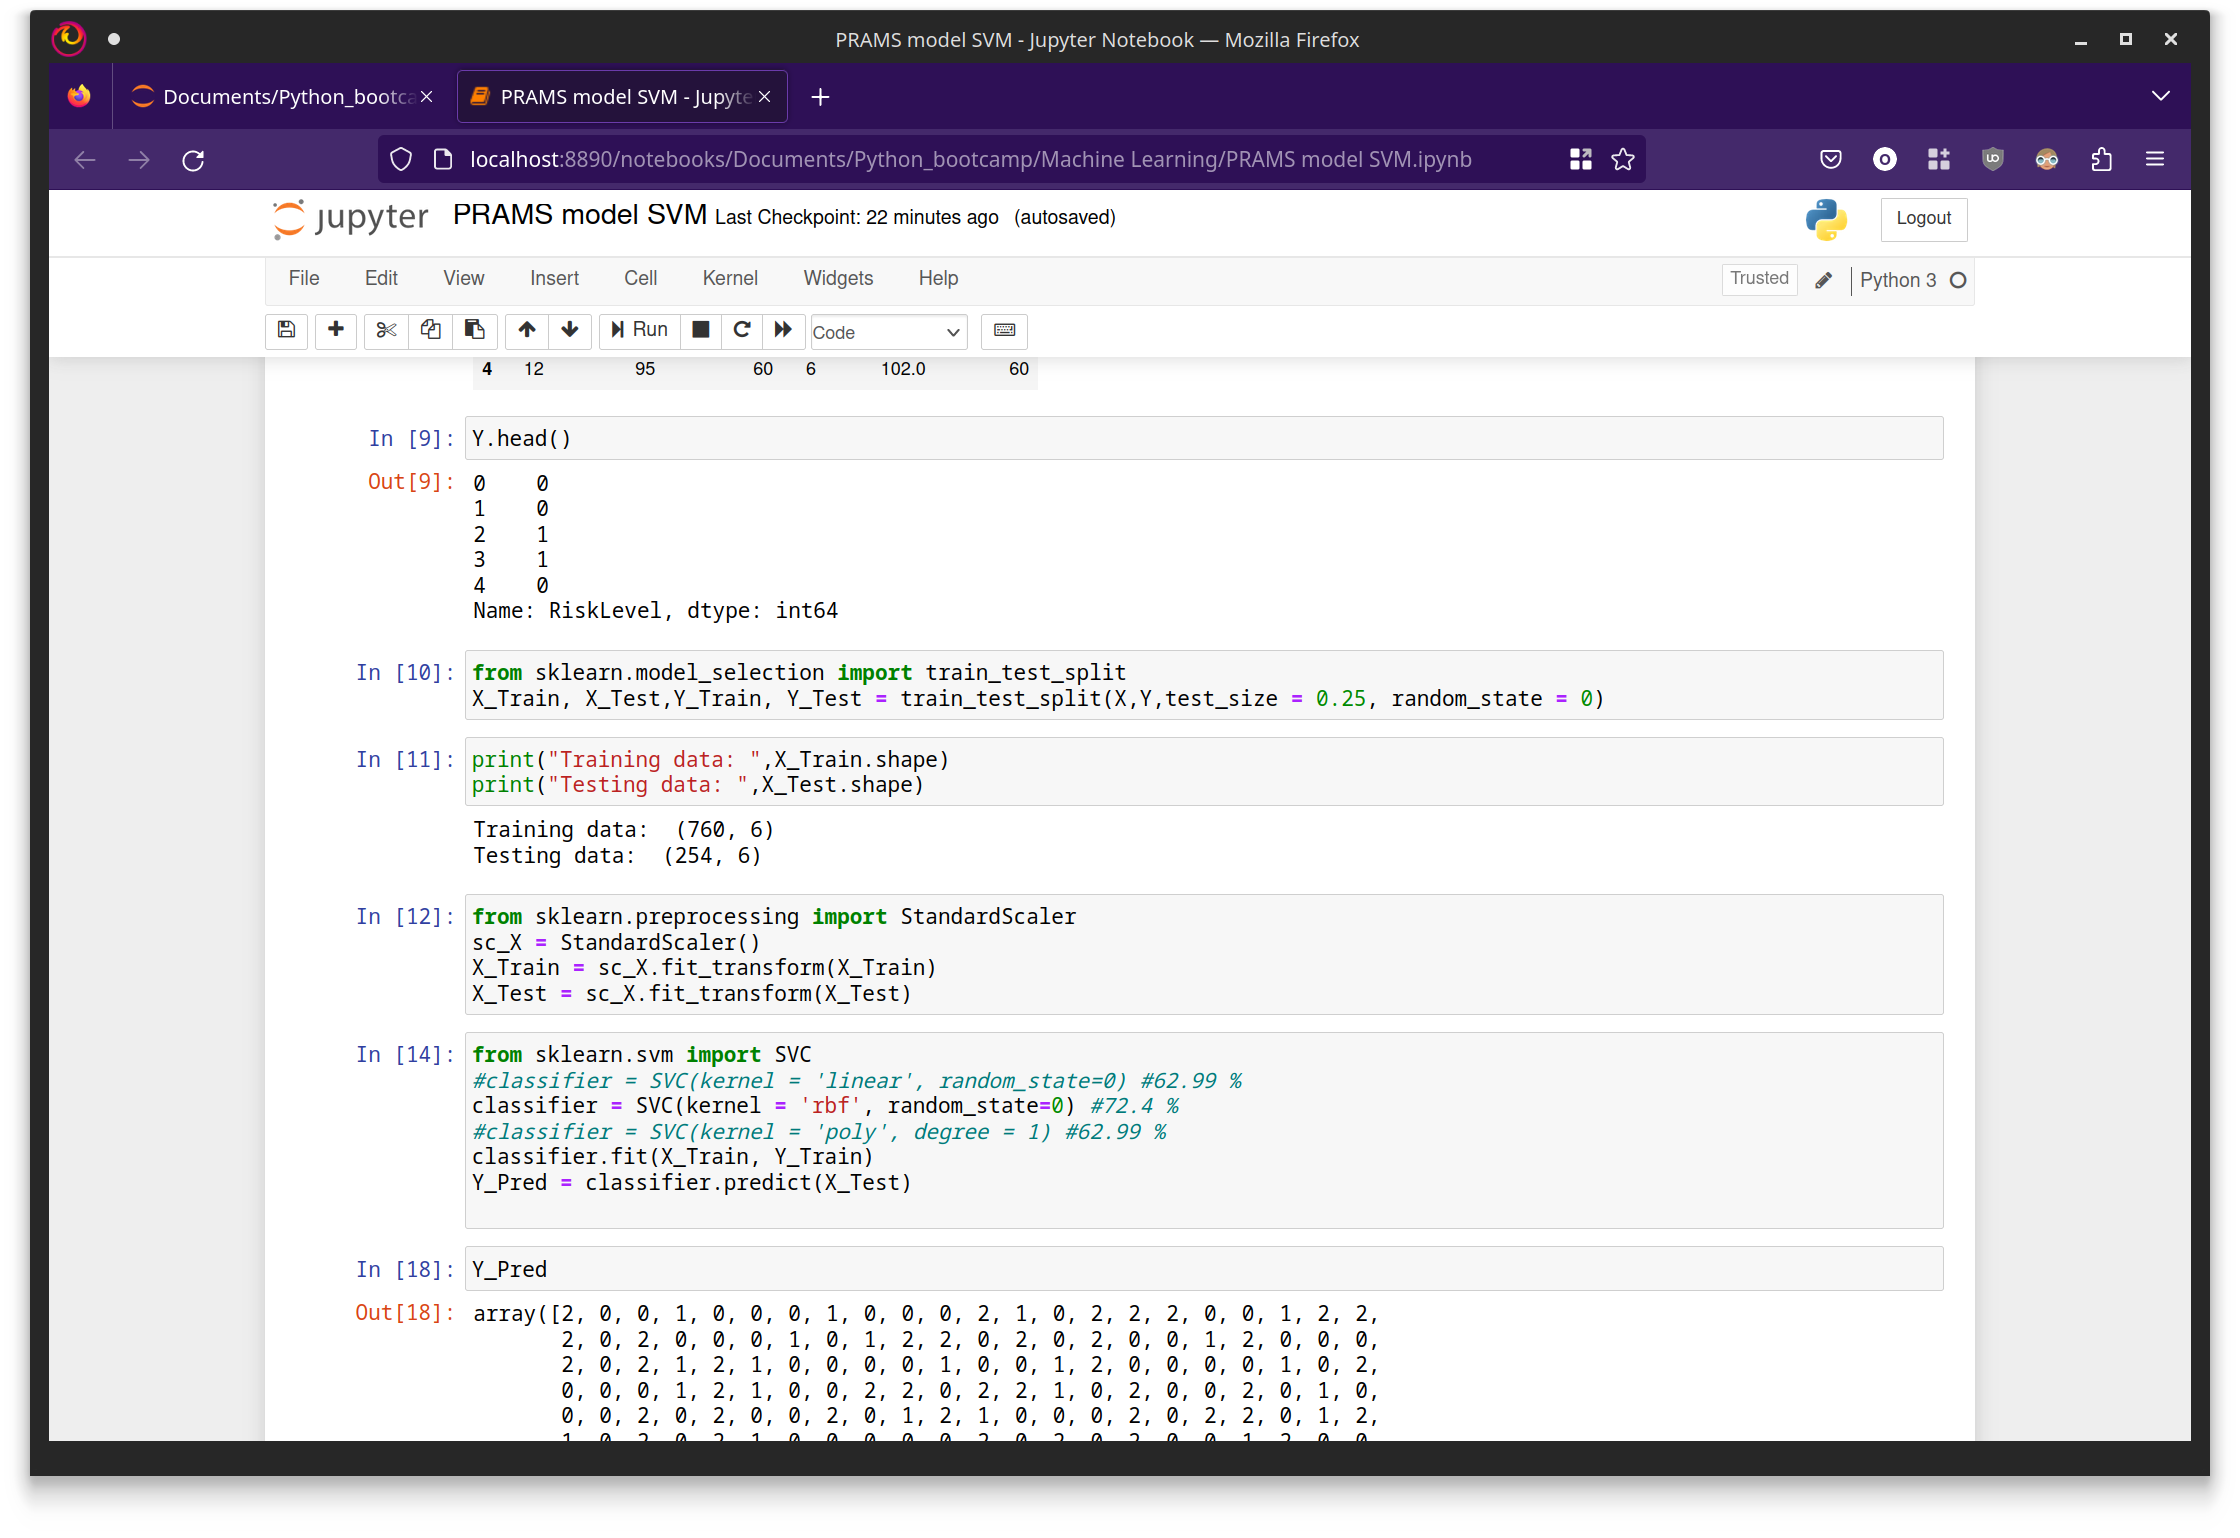 PRAMS model SVM - Jupyter Notebook — Mozilla Firefox
Documents/Python_bootca
PRAMS model SVM - Jupyte
localhost:8890/notebooks/Documents/Python_bootcamp/Machine Learning/PRAMS model SVM.ipynb
jupyter PRAMS model SVM Last Checkpoint: 22 minutes ago (autosaved)
Logout
File Edit View Insert Cell Kernel Widgets Help
Trusted
Python 3
Run
Code
4 12 95 60 6 102.0 60
In [9]: Y.head()
Out[9]: 0 0
1 0
2 1
3 1
4 0
Name: RiskLevel, dtype: int64
In [10]: from sklearn.model_selection import train_test_split
X_Train, X_Test,Y_Train, Y_Test = train_test_split(X,Y,test_size = 0.25, random_state = 0)
In [11]: print("Training data: ",X_Train.shape)
print("Testing data: ",X_Test.shape)
Training data:  (760, 6)
Testing data:  (254, 6)
In [12]: from sklearn.preprocessing import StandardScaler
sc_X = StandardScaler()
X_Train = sc_X.fit_transform(X_Train)
X_Test = sc_X.fit_transform(X_Test)
In [14]: from sklearn.svm import SVC
#classifier = SVC(kernel = 'linear', random_state=0) #62.99 %
classifier = SVC(kernel = 'rbf', random_state=0) #72.4 %
#classifier = SVC(kernel = 'poly', degree = 1) #62.99 %
classifier.fit(X_Train, Y_Train)
Y_Pred = classifier.predict(X_Test)
In [18]: Y_Pred
Out[18]: array([2, 0, 0, 1, 0, 0, 0, 1, 0, 0, 0, 2, 1, 0, 2, 2, 2, 0, 0, 1, 2, 2,
2, 0, 2, 0, 0, 0, 1, 0, 1, 2, 2, 0, 2, 0, 2, 0, 0, 1, 2, 0, 0, 0,
2, 0, 2, 1, 2, 1, 0, 0, 0, 0, 1, 0, 0, 1, 2, 0, 0, 0, 0, 1, 0, 2,
0, 0, 0, 1, 2, 1, 0, 0, 2, 2, 0, 2, 2, 1, 0, 2, 0, 0, 2, 0, 1, 0,
0, 0, 2, 0, 2, 0, 0, 2, 0, 1, 2, 1, 0, 0, 0, 2, 0, 2, 2, 0, 1, 2,